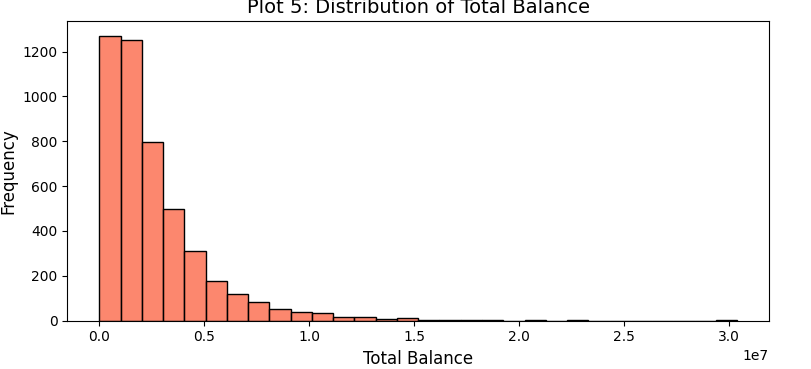 Plot 5: Distribution of Total Balance
1200
1000
800
600
400
200
0
Frequency
0.0 0.5 1.0 1.5 2.0 2.5 3.0
1e7
Total Balance